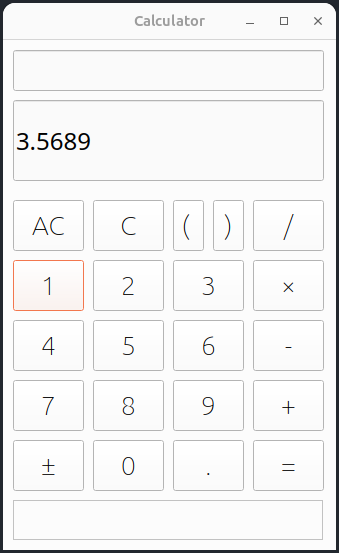 Calculator
3.5689
AC C ( ) /
1 2 3 ×
4 5 6 -
7 8 9 +
± 0 . =